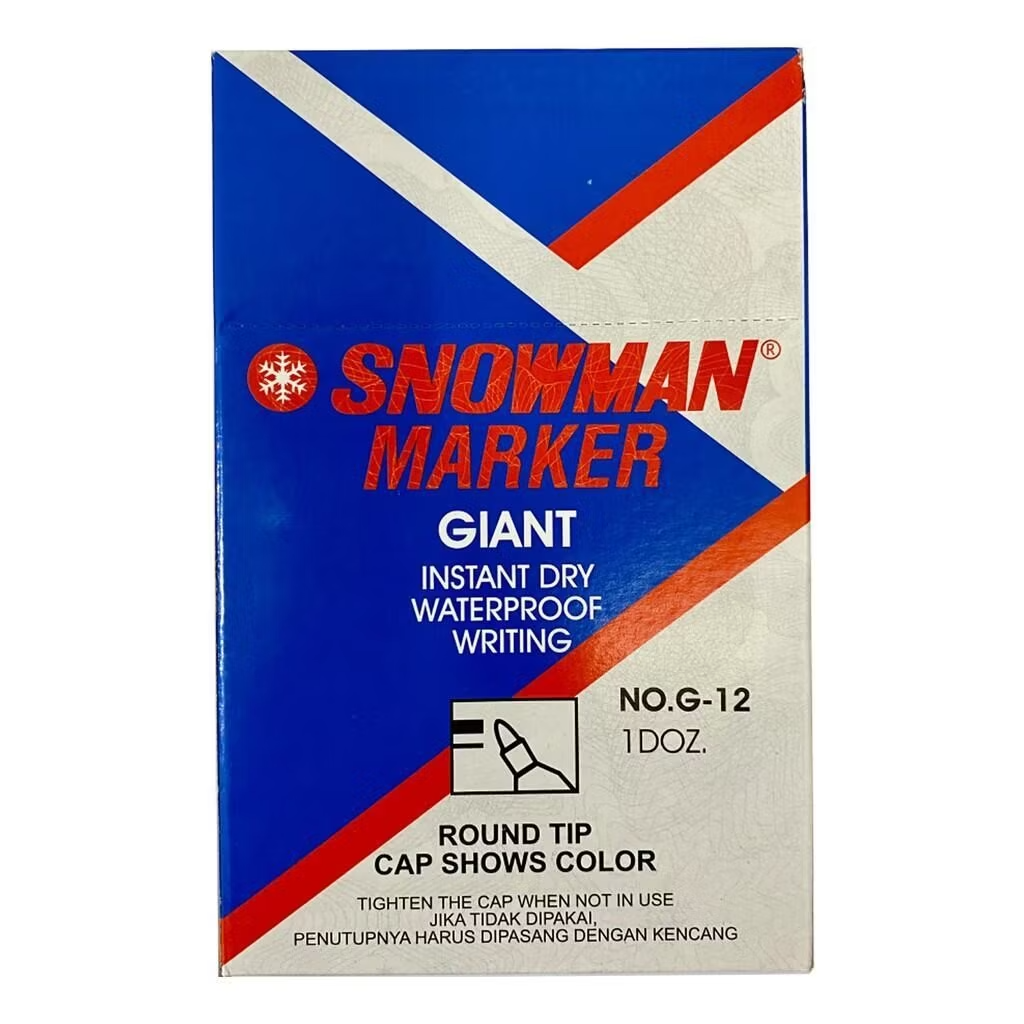 SNOWMAN®
MARKER
GIANT
INSTANT DRY
WATERPROOF
WRITING
NO.G-12
1DOZ.
ROUND TIP
CAP SHOWS COLOR
TIGHTEN THE CAP WHEN NOT IN USE
JIKA TIDAK DIPAKAI,
PENUTUPNYA HARUS DIPASANG DENGAN KENCANG